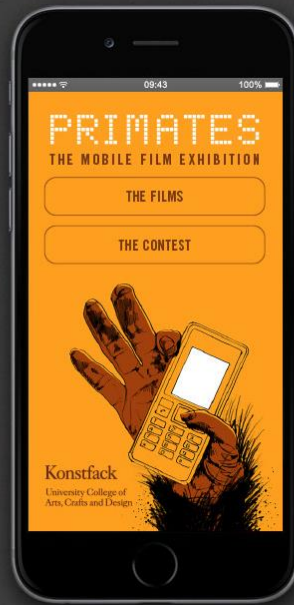 09:43
100%
PRIMATES
THE MOBILE FILM EXHIBITION
THE FILMS
THE CONTEST
Konstfack
University College of
Arts, Crafts and Design